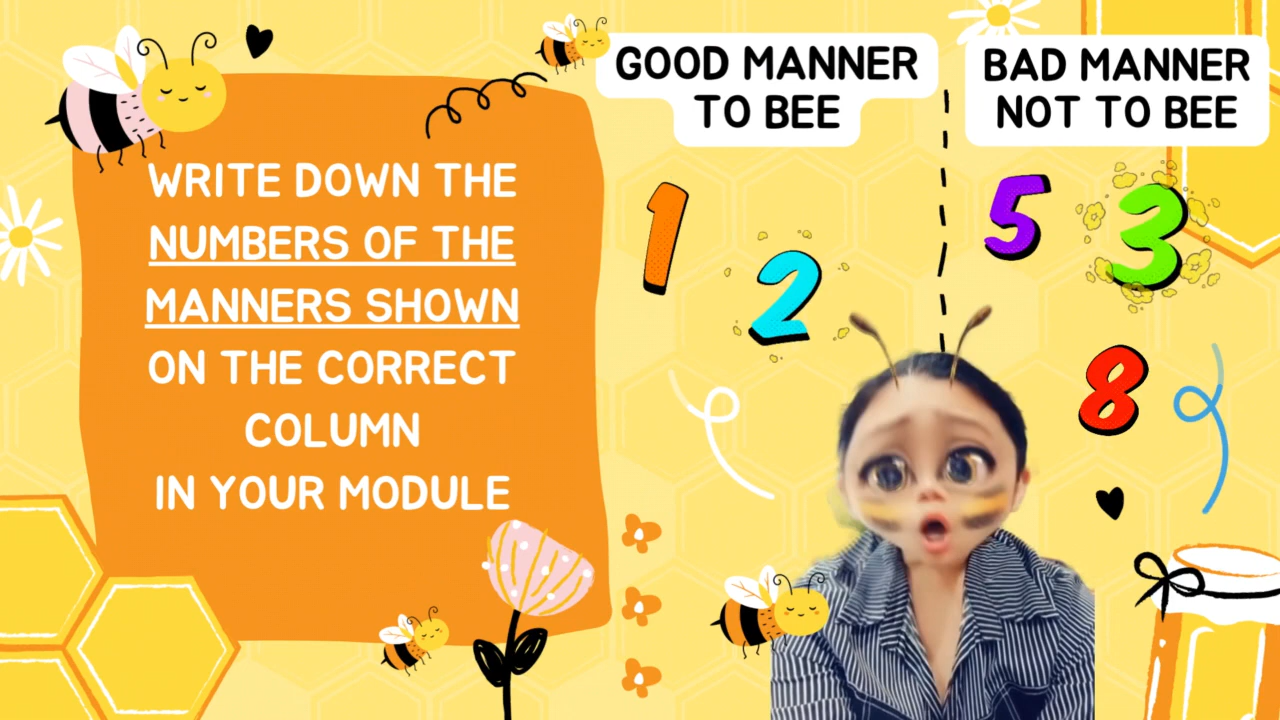 WRITE DOWN THE
NUMBERS OF THE
MANNERS SHOWN
ON THE CORRECT
COLUMN
IN YOUR MODULE
GOOD MANNER
TO BEE
1
2
BAD MANNER
NOT TO BEE
5 3
8